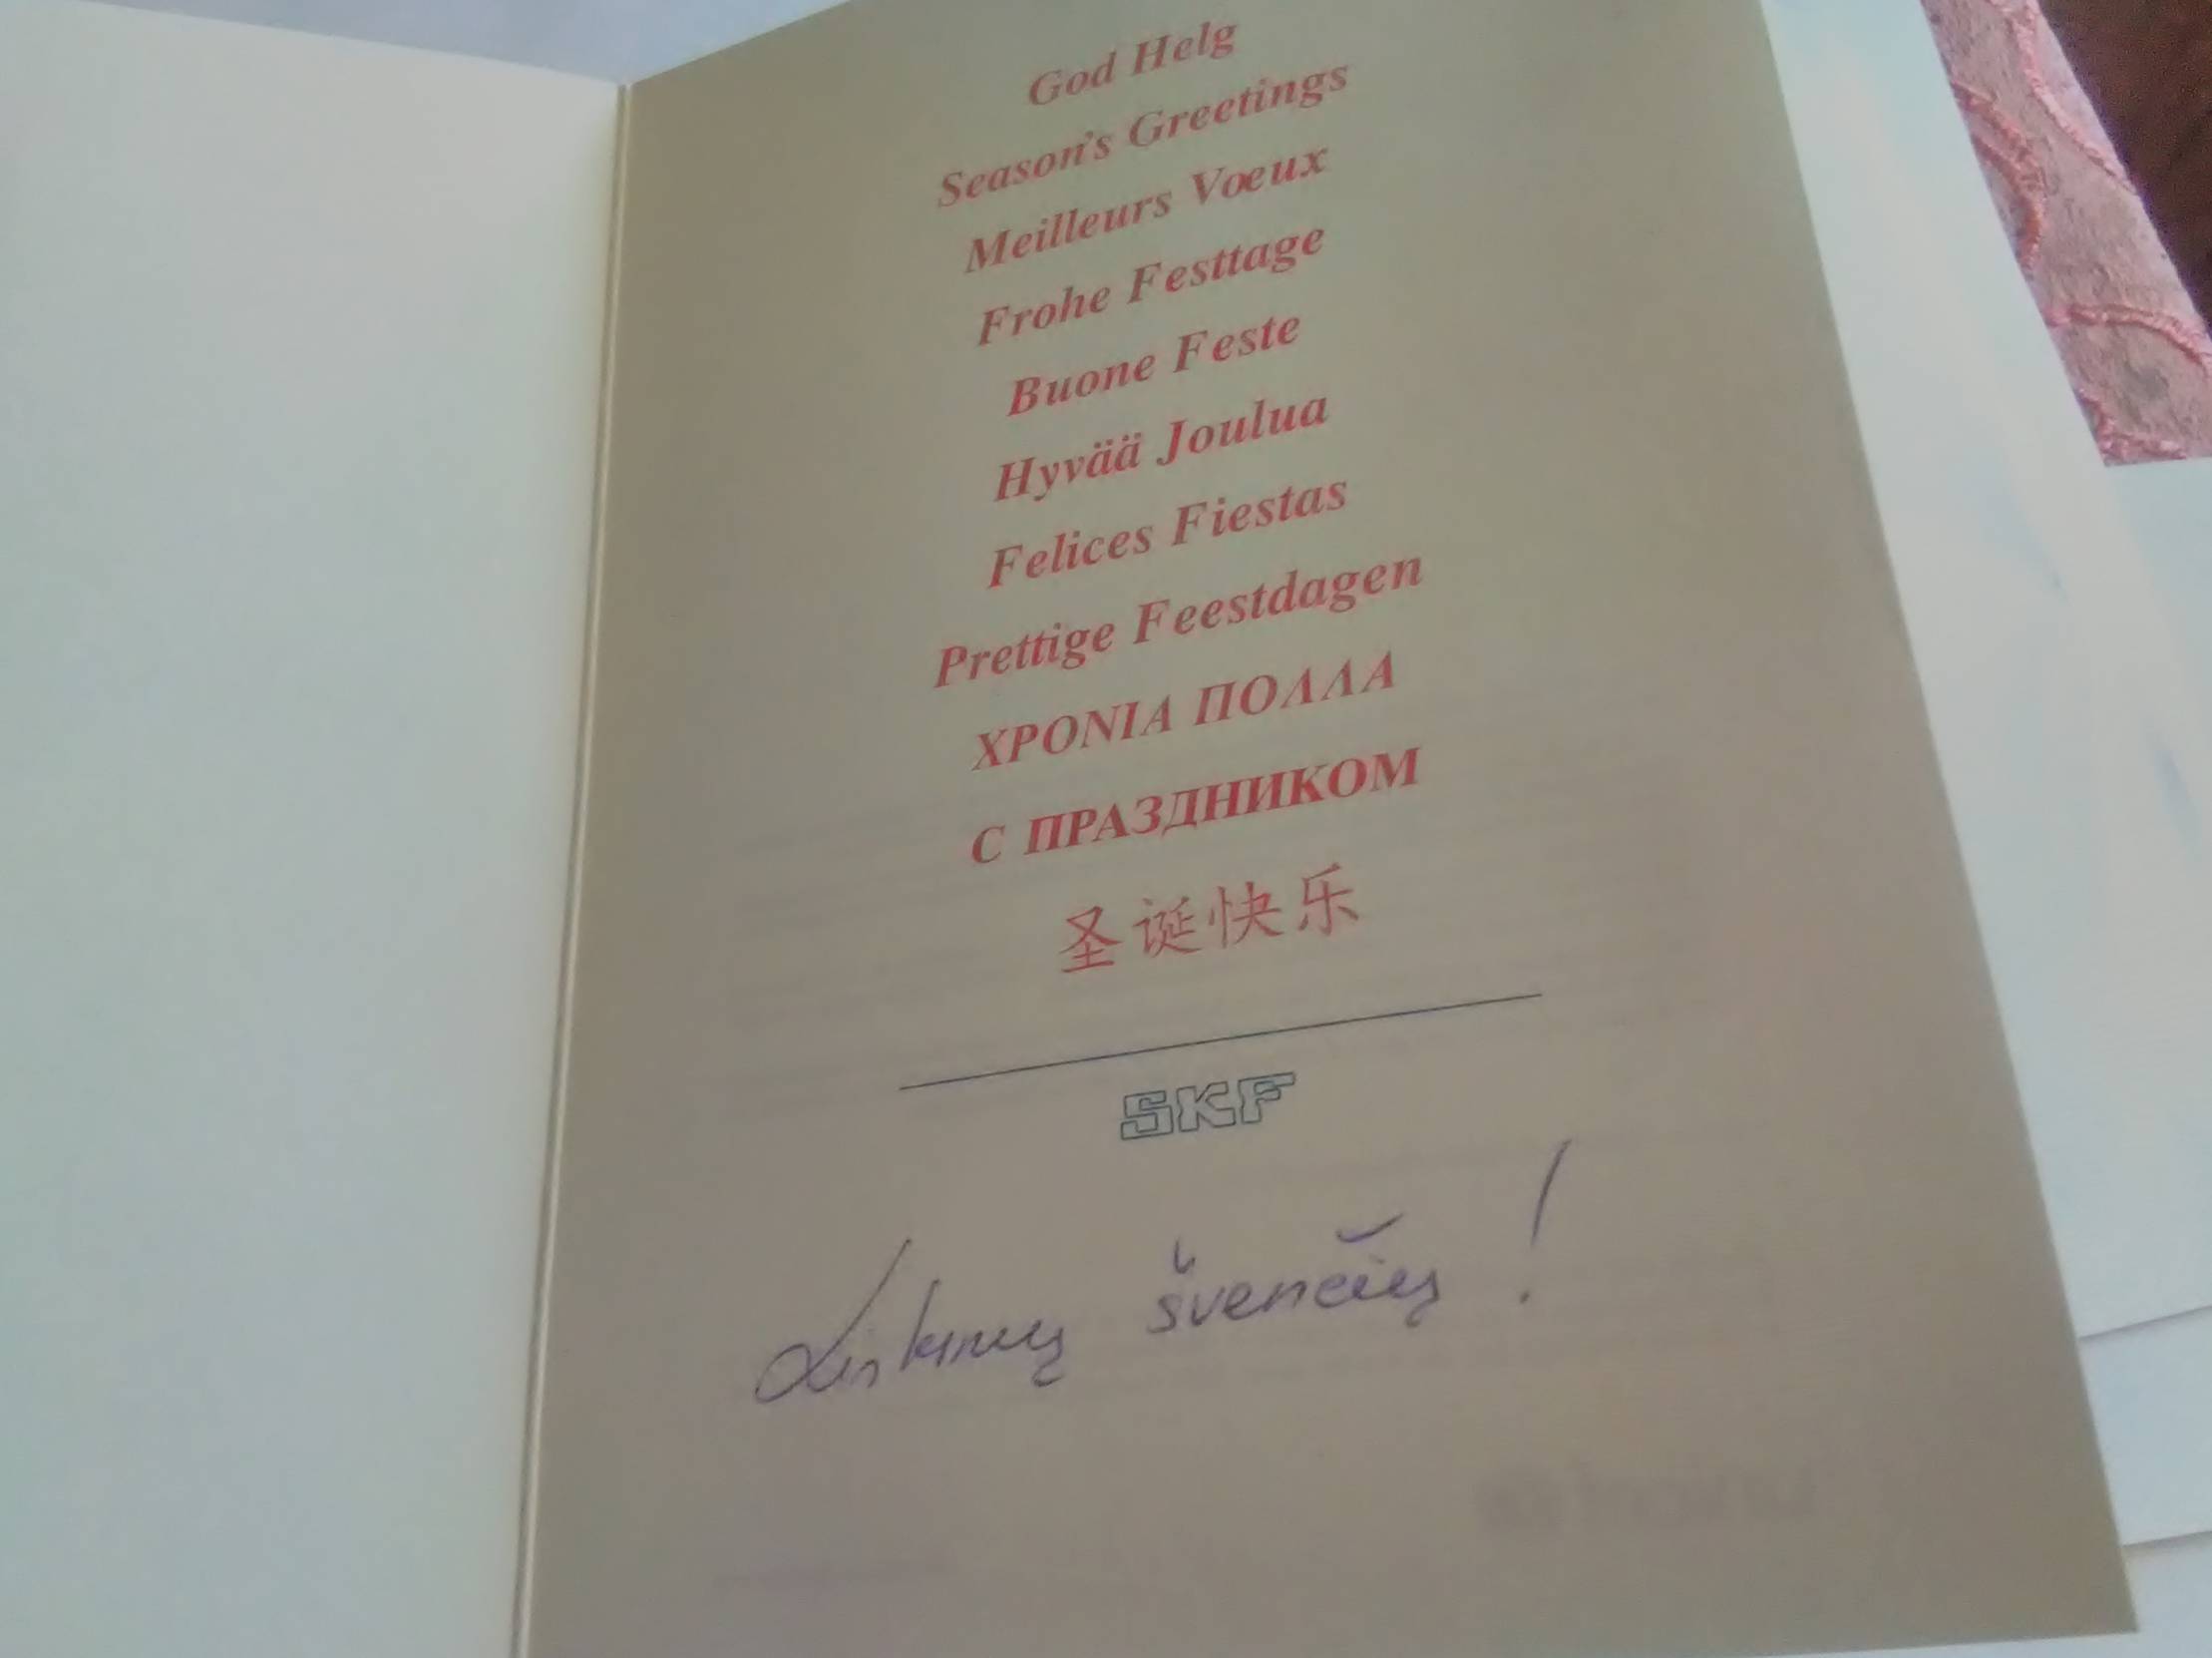 God Helg
Season's Greetings
Meilleurs Vœux
Frohe Festtage
Buone Feste
Hyvää Joulua
Felices Fiestas
Prettige Feestdagen
ΧΡΟΝΙΑ ΠΟΛΛΑ
С ПРАЗДНИКОМ
圣诞快乐
SKF
Linksmų švenčių!